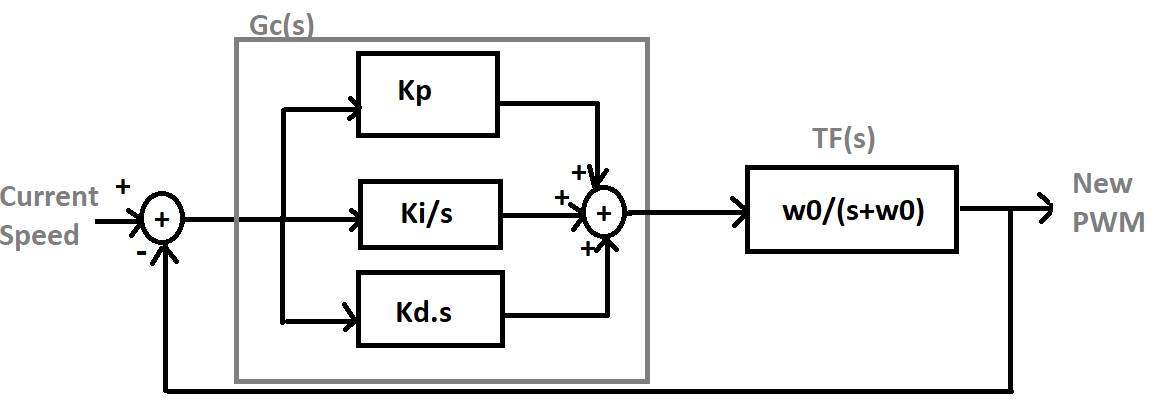 Gc(s)
Kp
TF(s)
Current
Speed
+
-
+
Ki/s
+
+
+
+
w0/(s+w0)
New
PWM
Kd.s